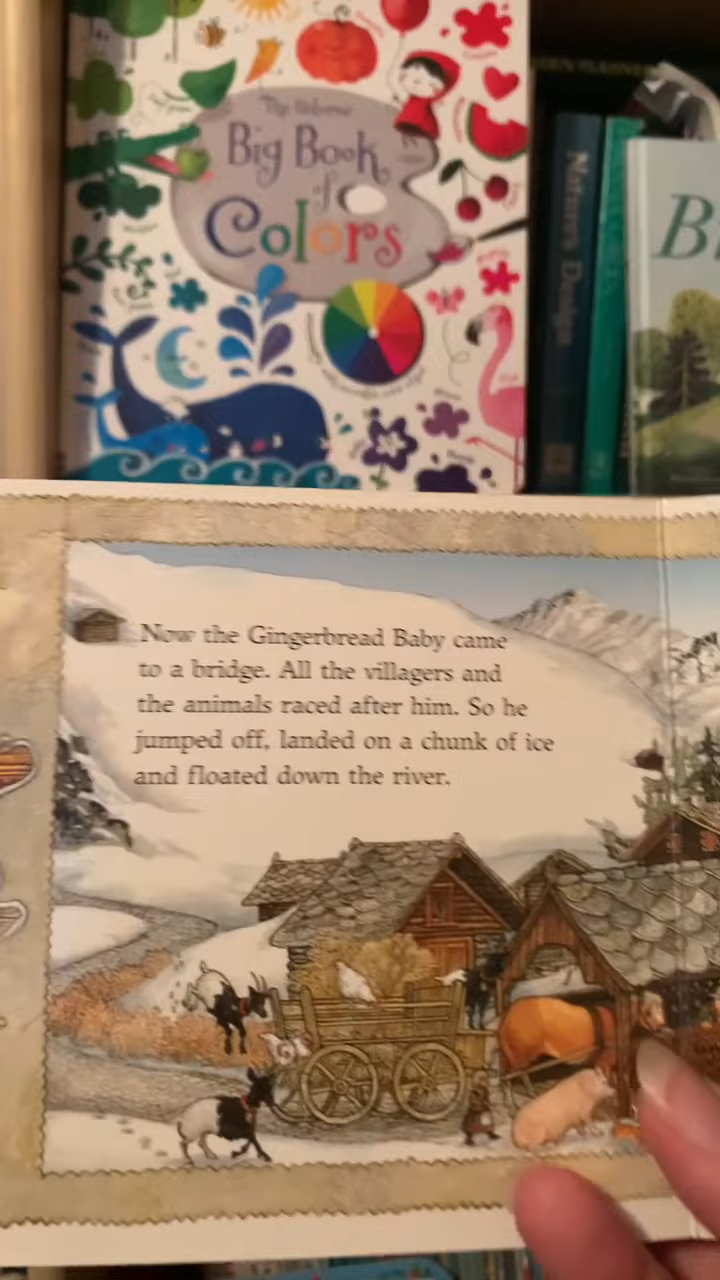 The Usborne
Big Book
of
Colors
Nature's Design
B
Now the Gingerbread Baby came
to a bridge. All the villagers and
the animals raced after him. So he
jumped off, landed on a chunk of ice
and floated down the river.